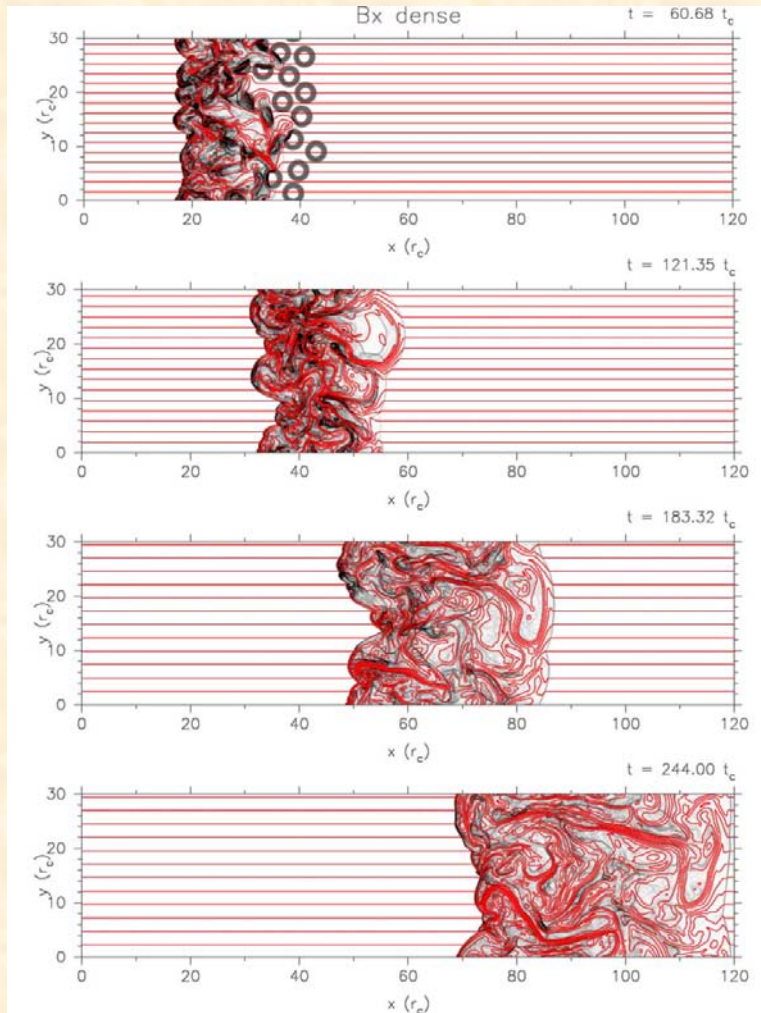 Bx dense
t = 60.68 t_c
30
20
10
0
y (r_c)
0 20 40 60 80 100 120
x (r_c)
t = 121.35 t_c
30
20
10
0
y (r_c)
0 20 40 60 80 100 120
x (r_c)
t = 183.32 t_c
30
20
10
0
y (r_c)
0 20 40 60 80 100 120
x (r_c)
t = 244.00 t_c
30
20
10
0
y (r_c)
0 20 40 60 80 100 120
x (r_c)